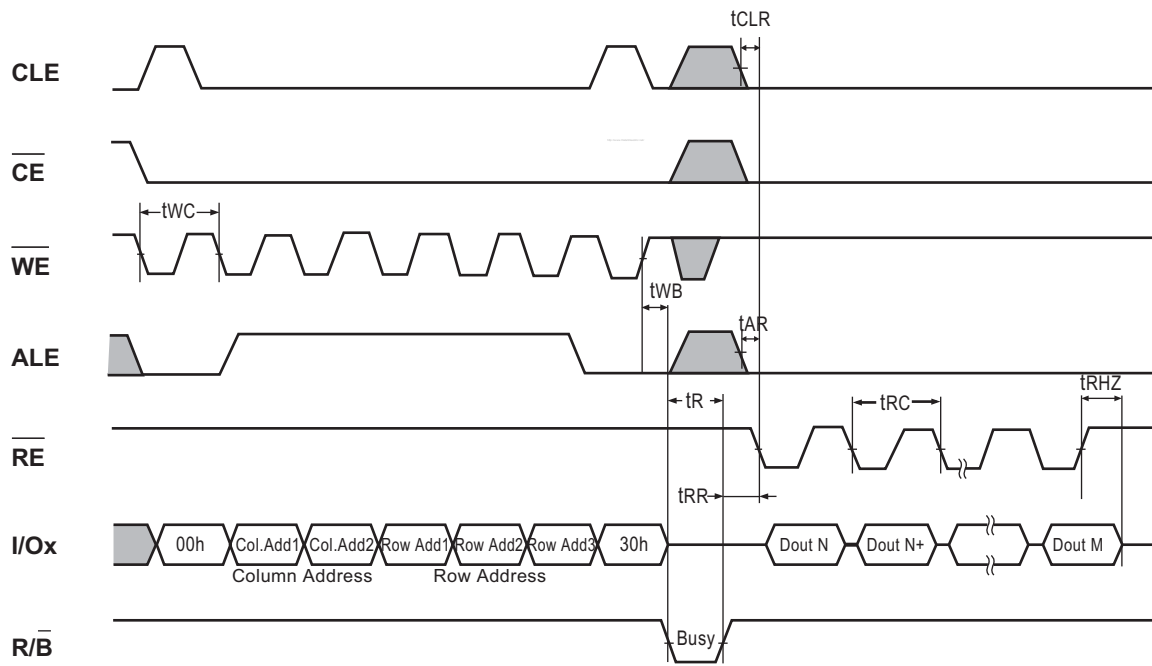 tCLR
CLE
CE
tWC
WE
tWB
tAR
ALE
tR
tRC
tRHZ
RE
tRR
I/Ox
00h
Col.Add1
Col.Add2
Row Add1
Row Add2
Row Add3
30h
Dout N
Dout N+
Dout M
Column Address
Row Address
Busy
R/B̅